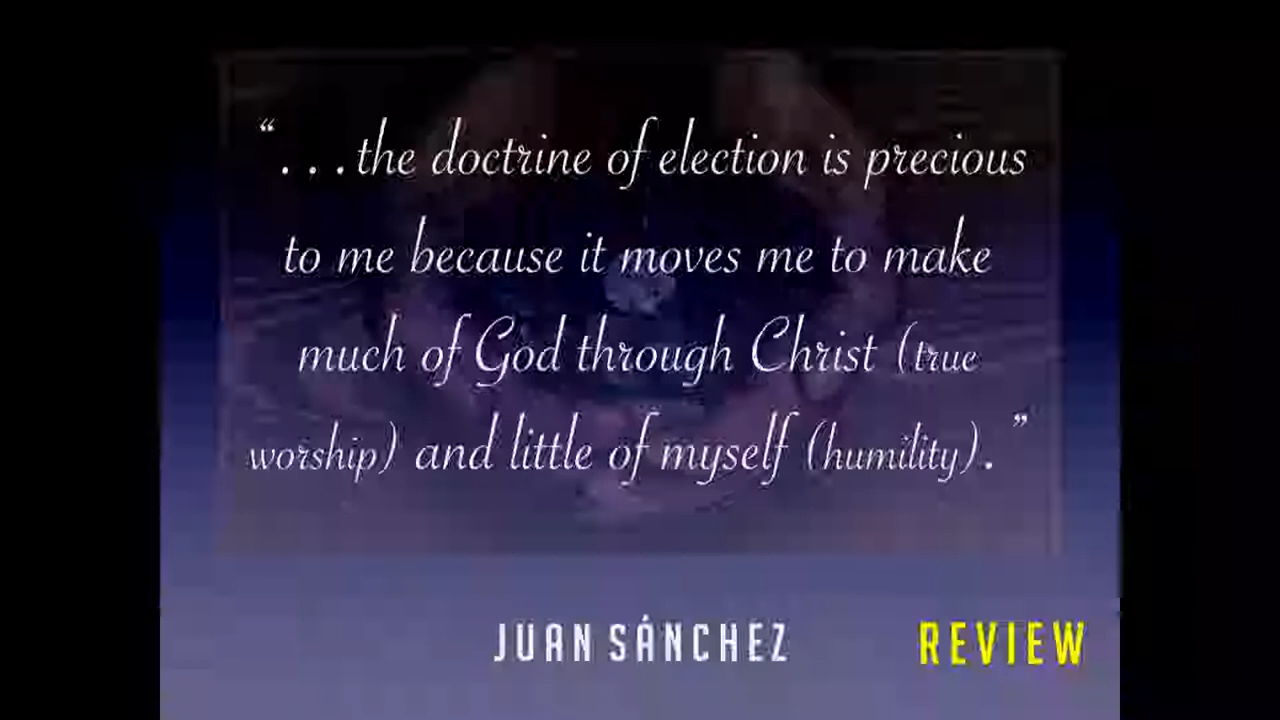 “. . . the doctrine of election is precious
to me because it moves me to make
much of God through Christ (true
worship) and little of myself (humility). ”
JUAN SÁNCHEZ
REVIEW